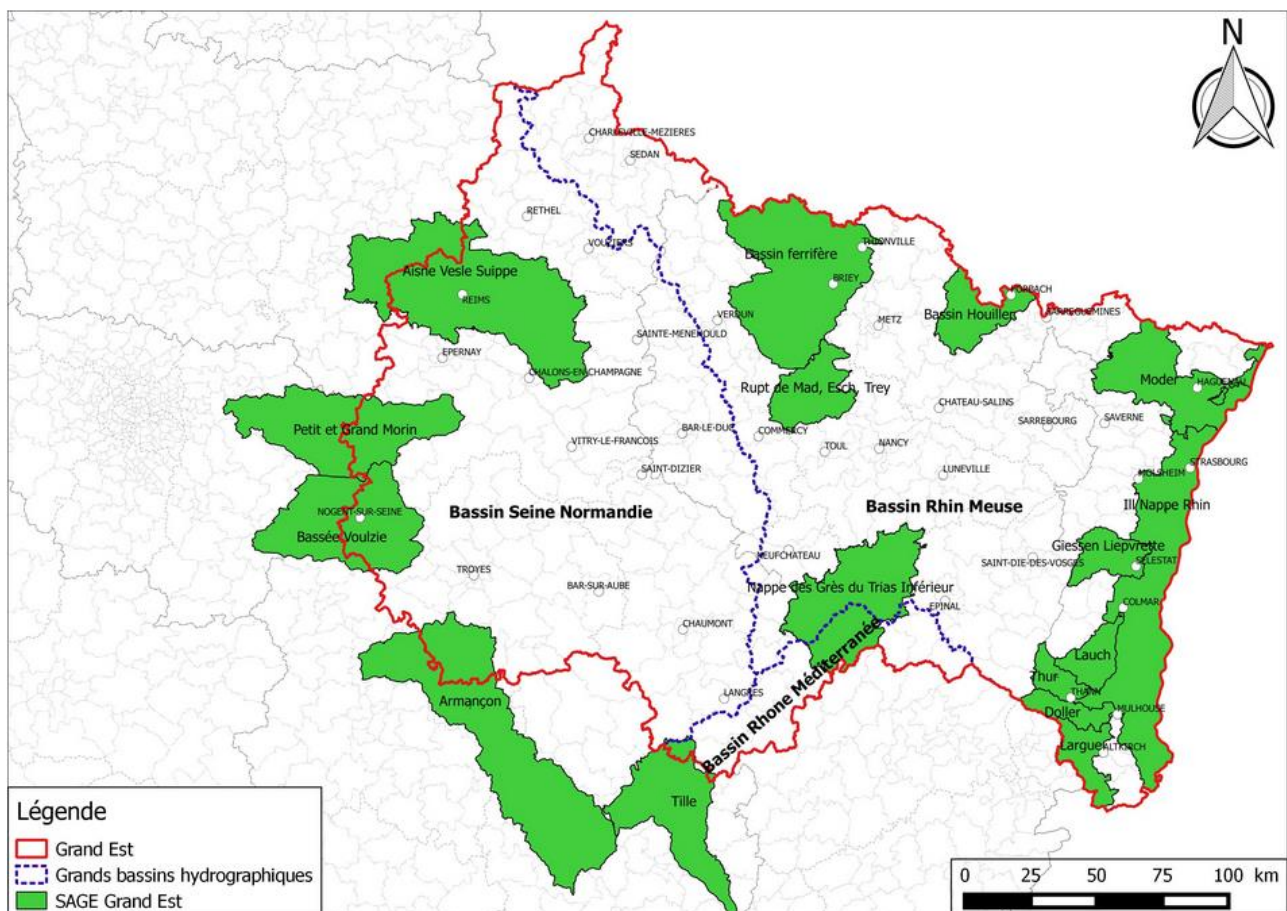 N
CHARLEVILLE-MEZIERES
SEDAN
RETHEL
VOUZIERS
THIONVILLE
Bassin ferrifère
Aisne Vesle Suippe
BRIEY
REIMS
FORBACH
Bassin Houiller
SARREGUEMINES
VERDUN
METZ
SAINTE-MENEHOULD
EPERNAY
CHALONS-EN-CHAMPAGNE
Moder
HAGUENAU
Rupt de Mad, Esch, Trey
CHATEAU-SALINS
SARREBOURG
SAVERNE
Petit et Grand Morin
BAR-LE-DUC
COMMERCY
VITRY-LE-FRANCOIS
TOUL
NANCY
SAINT-DIZIER
LUNEVILLE
STRASBOURG
MOLSHEIM
Ill Nappe Rhin
NOGENT-SUR-SEINE
Bassin Seine Normandie
Bassin Rhin Meuse
Bassée Voulzie
NEUFCHATEAU
Giessen Liepvrette
SAINT-DIE-DES-VOSGES
SELESTAT
TROYES
BAR-SUR-AUBE
Nappe des Grès du Trias Inférieur
EPINAL
COLMAR
CHAUMONT
Bassin Rhone Méditerranée
Lauch
Thur
THANN
LANGRES
Armançon
Doller
MULHOUSE
Largue
ALTKIRCH
Tille
Légende
Grand Est
Grands bassins hydrographiques
SAGE Grand Est
0 25 50 75 100 km